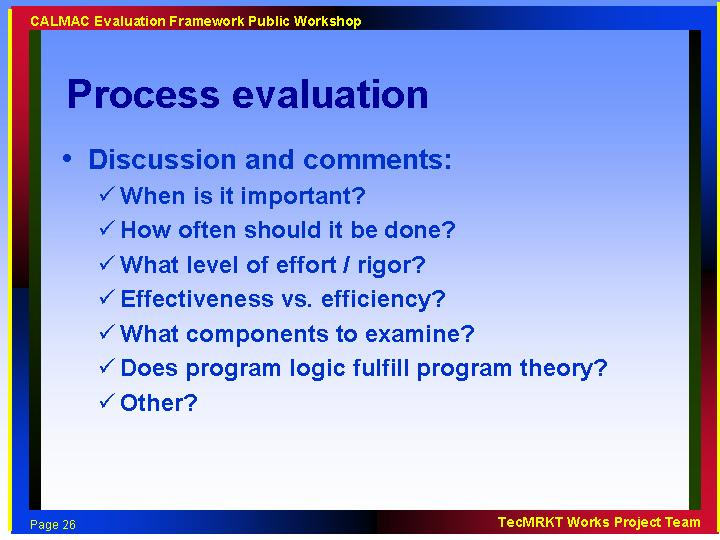 CALMAC Evaluation Framework Public Workshop
Process evaluation
• Discussion and comments:
✓ When is it important?
✓ How often should it be done?
✓ What level of effort / rigor?
✓ Effectiveness vs. efficiency?
✓ What components to examine?
✓ Does program logic fulfill program theory?
✓ Other?
Page 26
TecMRKT Works Project Team